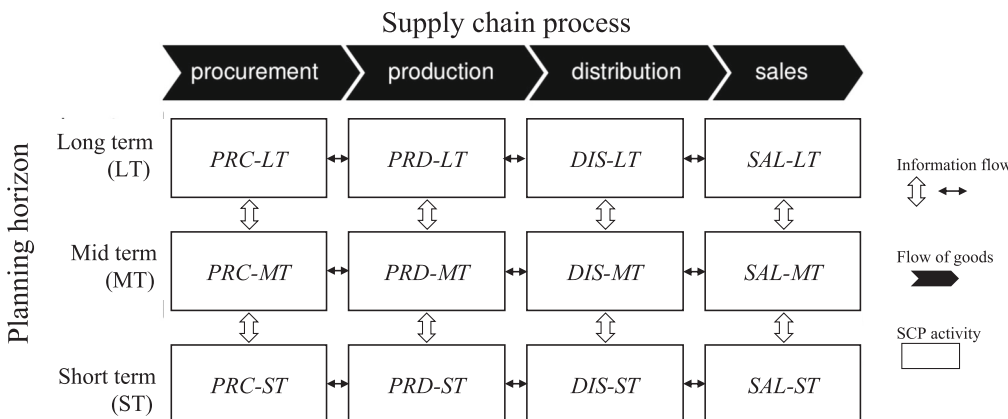 Supply chain process
procurement production distribution sales
Planning horizon
Long term
(LT)
PRC-LT PRD-LT DIS-LT SAL-LT
Mid term
(MT)
PRC-MT PRD-MT DIS-MT SAL-MT
Short term
(ST)
PRC-ST PRD-ST DIS-ST SAL-ST
Information flow
Flow of goods
SCP activity